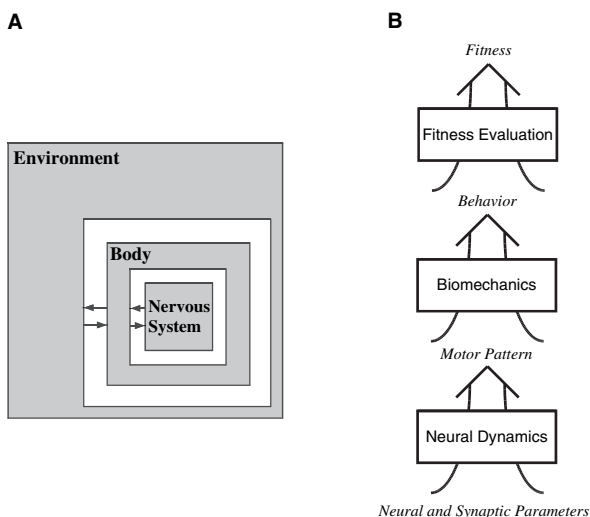 A
Environment
Body
Nervous
System
B
Fitness
Fitness Evaluation
Behavior
Biomechanics
Motor Pattern
Neural Dynamics
Neural and Synaptic Parameters